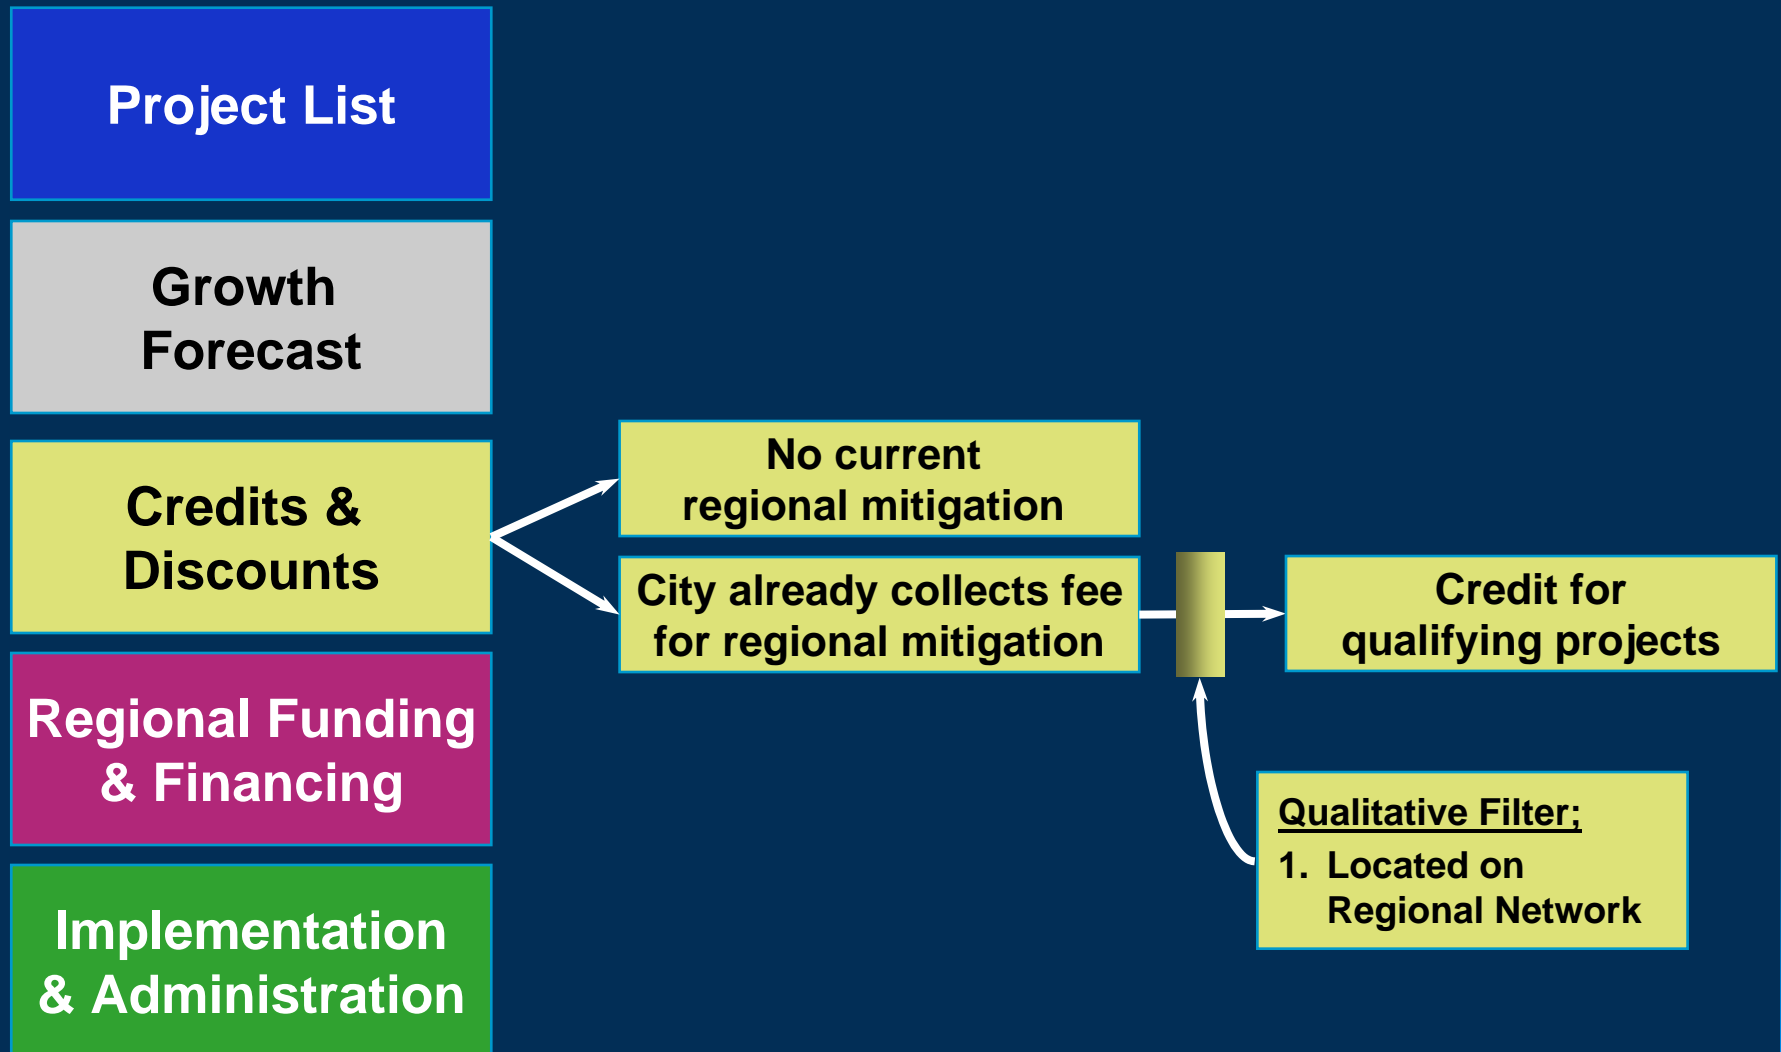 Project List
Growth
Forecast
Credits &
Discounts
No current
regional mitigation
City already collects fee
for regional mitigation
Credit for
qualifying projects
Regional Funding
& Financing
Qualitative Filter;
1. Located on
Regional Network
Implementation
& Administration